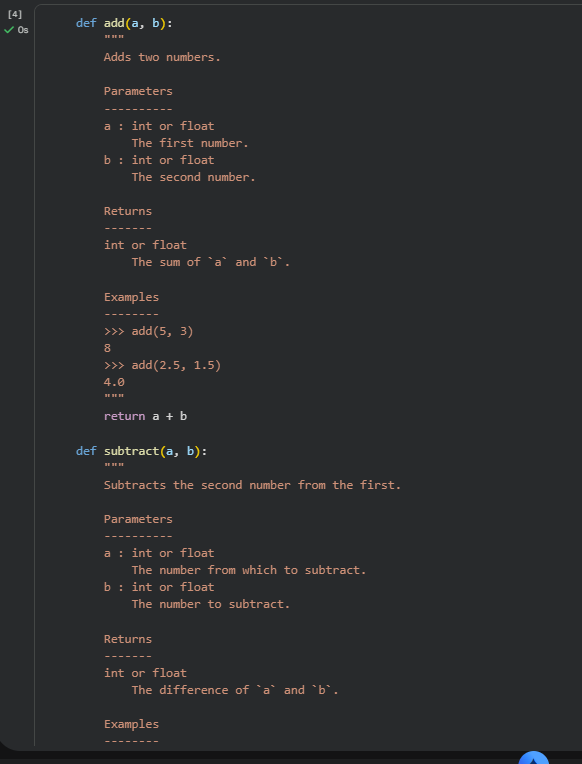 [4]
0s
def add(a, b):
"""
Adds two numbers.
Parameters
----------
a : int or float
The first number.
b : int or float
The second number.
Returns
-------
int or float
The sum of `a` and `b`.
Examples
--------
>>> add(5, 3)
8
>>> add(2.5, 1.5)
4.0
"""
return a + b
def subtract(a, b):
"""
Subtracts the second number from the first.
Parameters
----------
a : int or float
The number from which to subtract.
b : int or float
The number to subtract.
Returns
-------
int or float
The difference of `a` and `b`.
Examples
--------